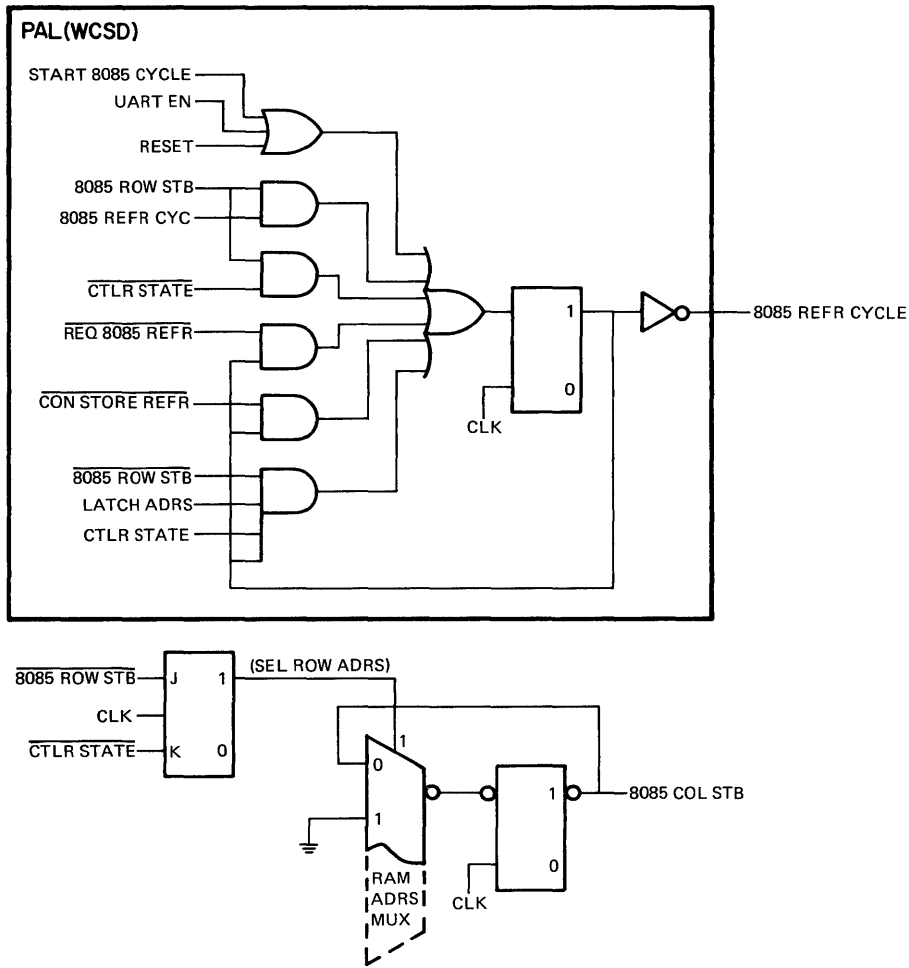 PAL(WCSD)
START 8085 CYCLE
UART EN
RESET
8085 ROW STB
8085 REFR CYC
CTLR STATE
REQ 8085 REFR
CON STORE REFR
8085 ROW STB
LATCH ADRS
CTLR STATE
1
0
CLK
8085 REFR CYCLE
8085 ROW STB
CLK
CTLR STATE
J
K
1
0
(SEL ROW ADRS)
1
0
1
RAM
ADRS
MUX
1
0
CLK
8085 COL STB